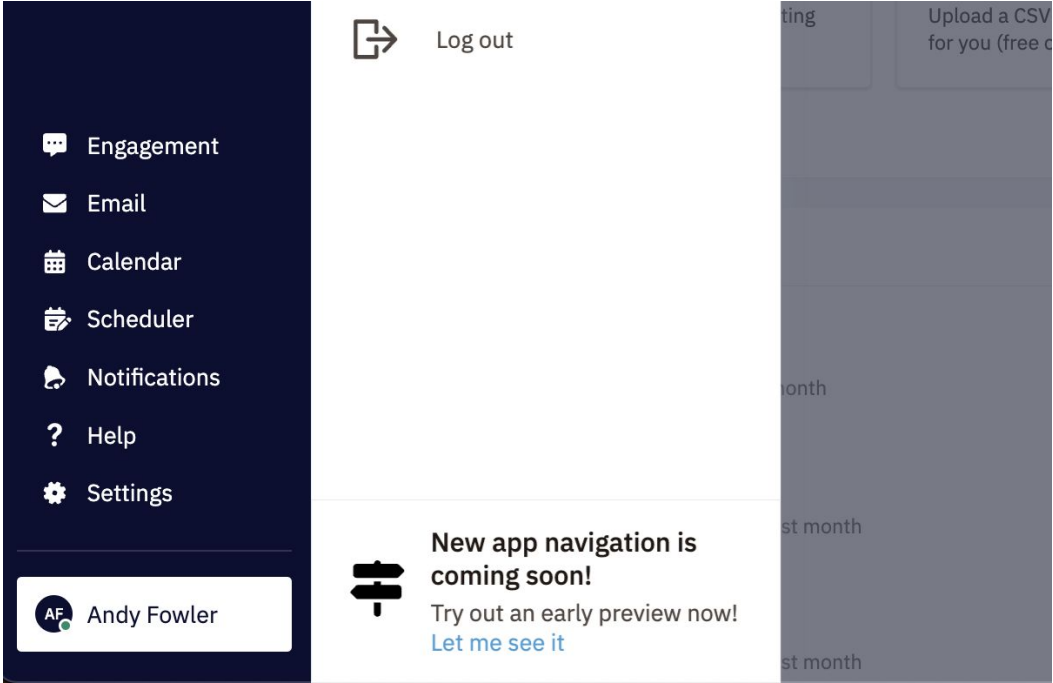 Engagement
Email
Calendar
Scheduler
Notifications
Help
Settings
AF
Andy Fowler
Log out
New app navigation is
coming soon!
Try out an early preview now!
Let me see it
ting
Upload a CSV
for you (free
onth
st month
st month